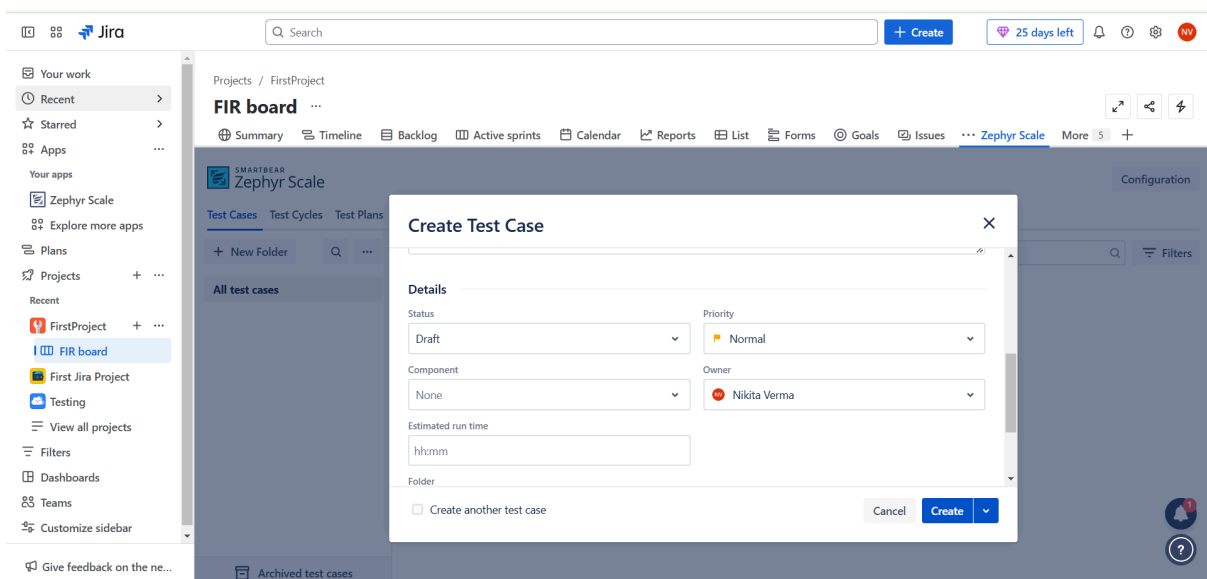 Jira
Search
+ Create
25 days left
NV
Your work
Recent
Starred
Apps
Your apps
Zephyr Scale
Explore more apps
Plans
Projects
Recent
FirstProject
FIR board
First Jira Project
Testing
View all projects
Filters
Dashboards
Teams
Customize sidebar
Give feedback on the ne...
Projects / FirstProject
FIR board
Summary Timeline Backlog Active sprints Calendar Reports List Forms Goals Issues Zephyr Scale More 5
SMARTBEAR
Zephyr Scale
Configuration
Test Cases Test Cycles Test Plans
+ New Folder
Filters
All test cases
Archived test cases
Create Test Case
Details
Status Priority
Draft Normal
Component Owner
None NV Nikita Verma
Estimated run time
hh:mm
Folder
Create another test case
Cancel Create
1
?